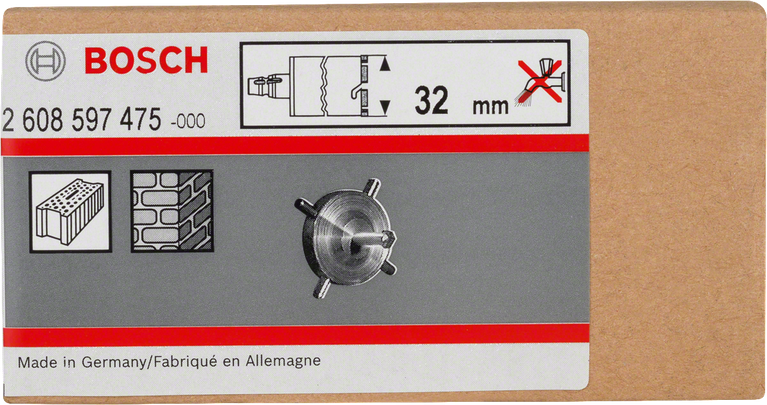 BOSCH
2 608 597 475 -000
32 mm
Made in Germany/Fabriqué en Allemagne